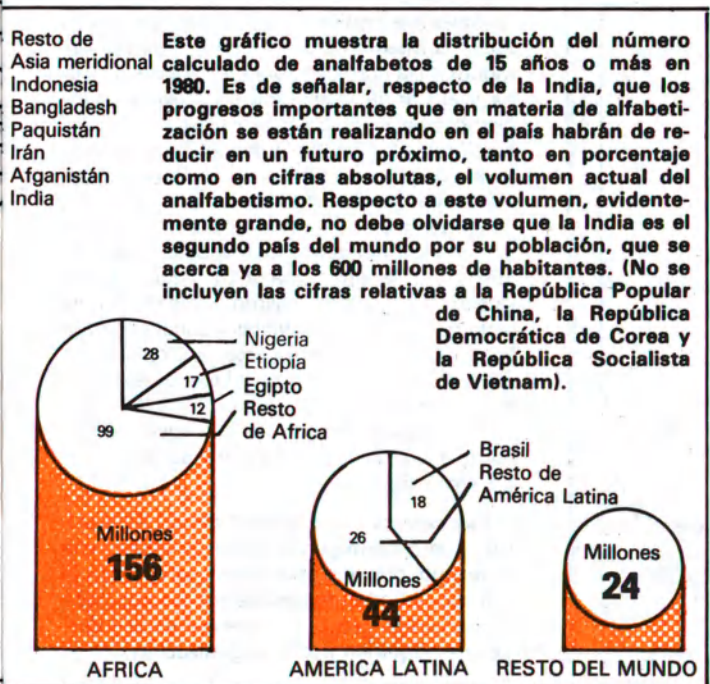 Resto de
Asia meridional
Indonesia
Bangladesh
Paquistán
Irán
Afganistán
India
Este gráfico muestra la distribución del número
calculado de analfabetos de 15 años o más en
1980. Es de señalar, respecto de la India, que los
progresos importantes que en materia de alfabeti-
zación se están realizando en el país habrán de re-
ducir en un futuro próximo, tanto en porcentaje
como en cifras absolutas, el volumen actual del
analfabetismo. Respecto a este volumen, evidente-
mente grande, no debe olvidarse que la India es el
segundo país del mundo por su población, que se
acerca ya a los 600 millones de habitantes. (No se
incluyen las cifras relativas a la República Popular
de China, la República
Democrática de Corea y
la República Socialista
de Vietnam).
28
17
12
99
Nigeria
Etiopía
Egipto
Resto
de Africa
Millones
156
AFRICA
Brasil
Resto de
América Latina
18
26
Millones
44
AMERICA LATINA
Millones
24
RESTO DEL MUNDO